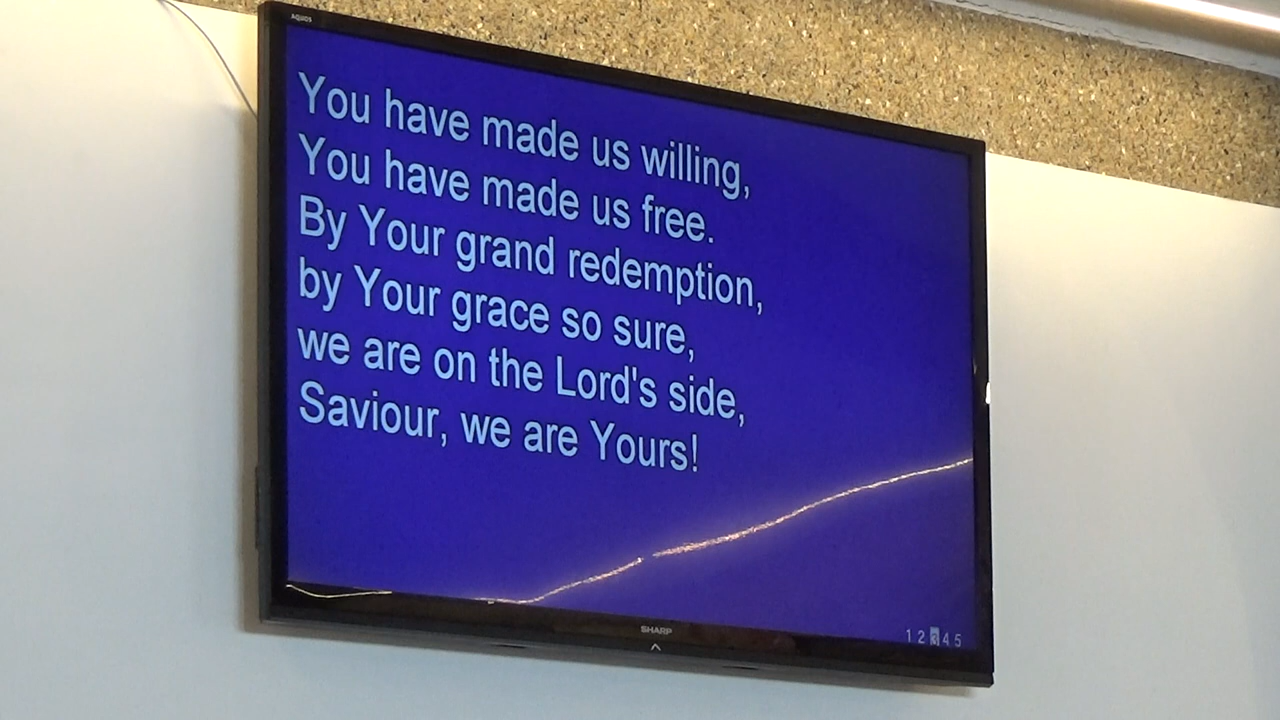 AQUOS
You have made us willing,
You have made us free.
By Your grand redemption,
by Your grace so sure,
we are on the Lord's side,
Saviour, we are Yours!
SHARP
1 2 3 4 5